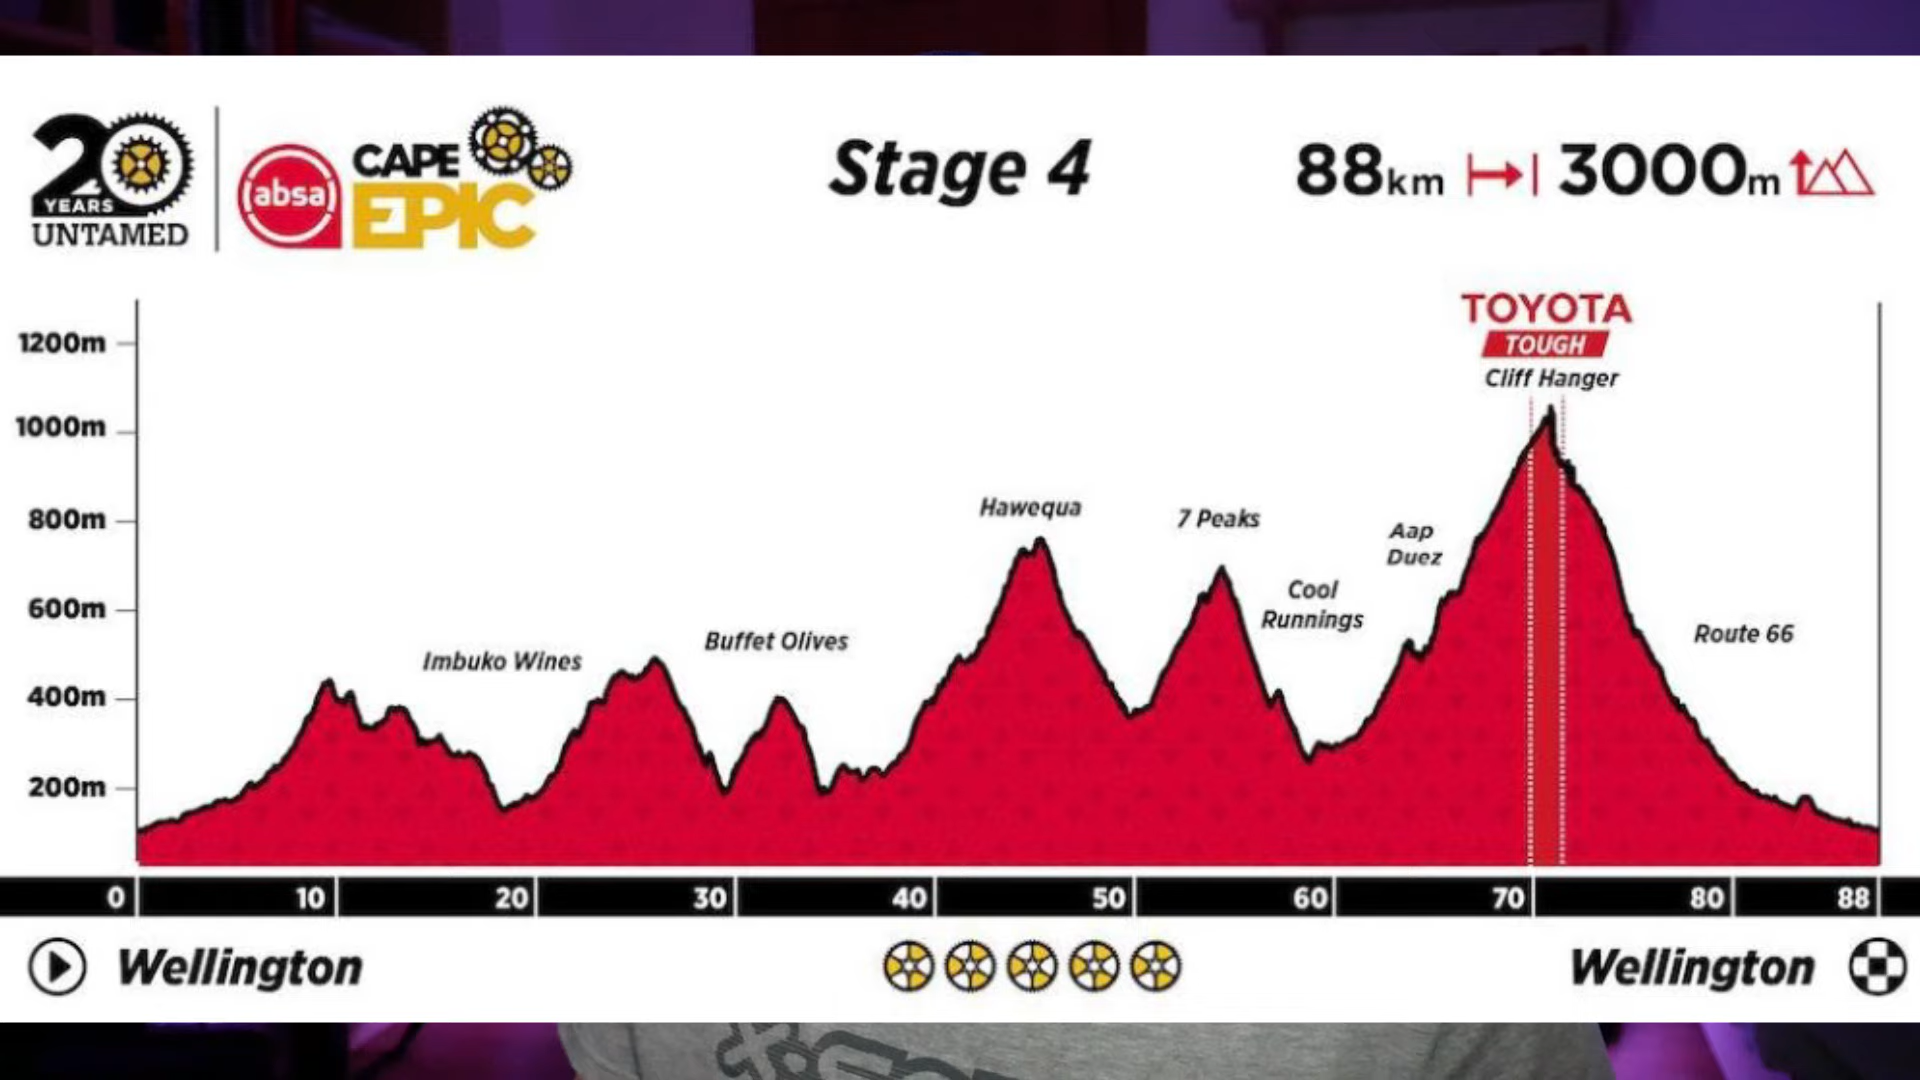 20
YEARS
UNTAMED
absa
CAPE
EPIC
Stage 4
88km
3000m
TOYOTA
TOUGH
Cliff Hanger
1200m
1000m
800m
600m
400m
200m
Imbuko Wines
Buffet Olives
Hawequa
7 Peaks
Cool
Runnings
Aap
Duez
Route 66
0 10 20 30 40 50 60 70 80 88
Wellington
Wellington